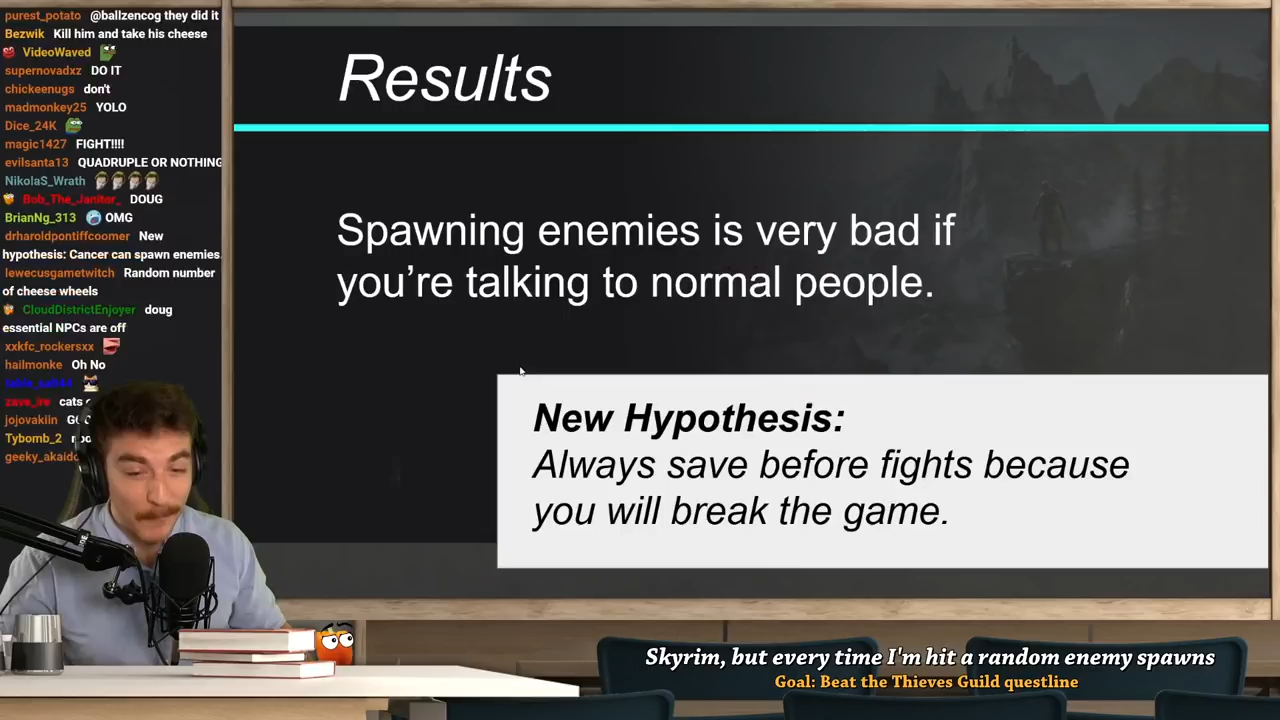 purest_potato @ballzencog they did it
Bezwik Kill him and take his cheese
VideoWaved
supernovadxz DO IT
chickeenugs don't
madmonkey25 YOLO
Dice_24K
magic1427 FIGHT!!!!
evilsanta13 QUADRUPLE OR NOTHING
NikolaS_Wrath
Bob_The_Janitor_ DOUG
BrianNg_313 OMG
drharoldpontiffcoomer New
hypothesis: Cancer can spawn enemies.
lewecusgametwitch Random number
of cheese wheels
CloudDistrictEnjoyer doug
essential NPCs are off
xxkfc_rockersxx
hailmonke Oh No
zave_ire cats
jojovakiin
Tybomb_2
Results
Spawning enemies is very bad if
you're talking to normal people.
New Hypothesis:
Always save before fights because
you will break the game.
Skyrim, but every time I'm hit a random enemy spawns
Goal: Beat the Thieves Guild questline